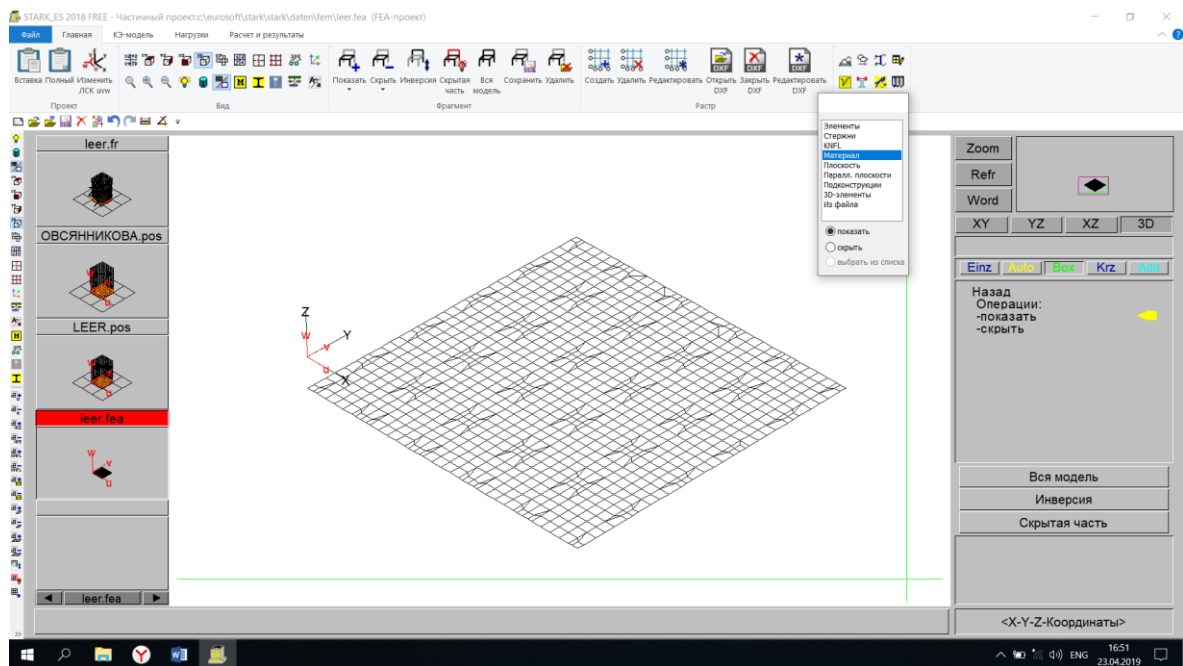 STARK_ES 2018 FREE - Частичный проект:c:\eurosoft\stark\stark\daten\fem\leer.fea (FEA-проект)
Файл Главная КЭ-модель Нагрузки Расчет и результаты
Вставка Полный Изменить ЛСК uvw
Показать Скрыть Инверсия Скрытая часть Вся модель Сохранить Удалить
Создать Удалить Редактировать Открыть DXF Закрыть DXF Редактировать DXF
Проект Вид Фрагмент Растр
leer.fr
ОВСЯННИКОВА.pos
LEER.pos
leer.fea
leer.fea
Z
Y
X
w
v
u
Элементы
Стержни
KNFL
Материал
Плоскость
Паралл. плоскости
Подконструкции
3D-элементы
Из файла
показать
скрыть
выбрать из списка
Zoom
Refr
Word
XY YZ XZ 3D
Einz Auto Box Krz Add
Назад
Операции:
-показать
-скрыть
Вся модель
Инверсия
Скрытая часть
<X-Y-Z-Координаты>
ENG 16:51
23.04.2019